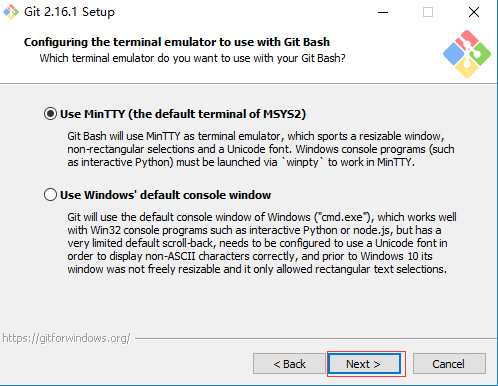 Git 2.16.1 Setup
Configuring the terminal emulator to use with Git Bash
Which terminal emulator do you want to use with your Git Bash?
Use MinTTY (the default terminal of MSYS2)
Git Bash will use MinTTY as terminal emulator, which sports a resizable window,
non-rectangular selections and a Unicode font. Windows console programs (such
as interactive Python) must be launched via `winpty` to work in MinTTY.
Use Windows' default console window
Git will use the default console window of Windows ("cmd.exe"), which works well
with Win32 console programs such as interactive Python or node.js, but has a
very limited default scroll-back, needs to be configured to use a Unicode font in
order to display non-ASCII characters correctly, and prior to Windows 10 its
window was not freely resizable and it only allowed rectangular text selections.
https://gitforwindows.org/
< Back Next > Cancel